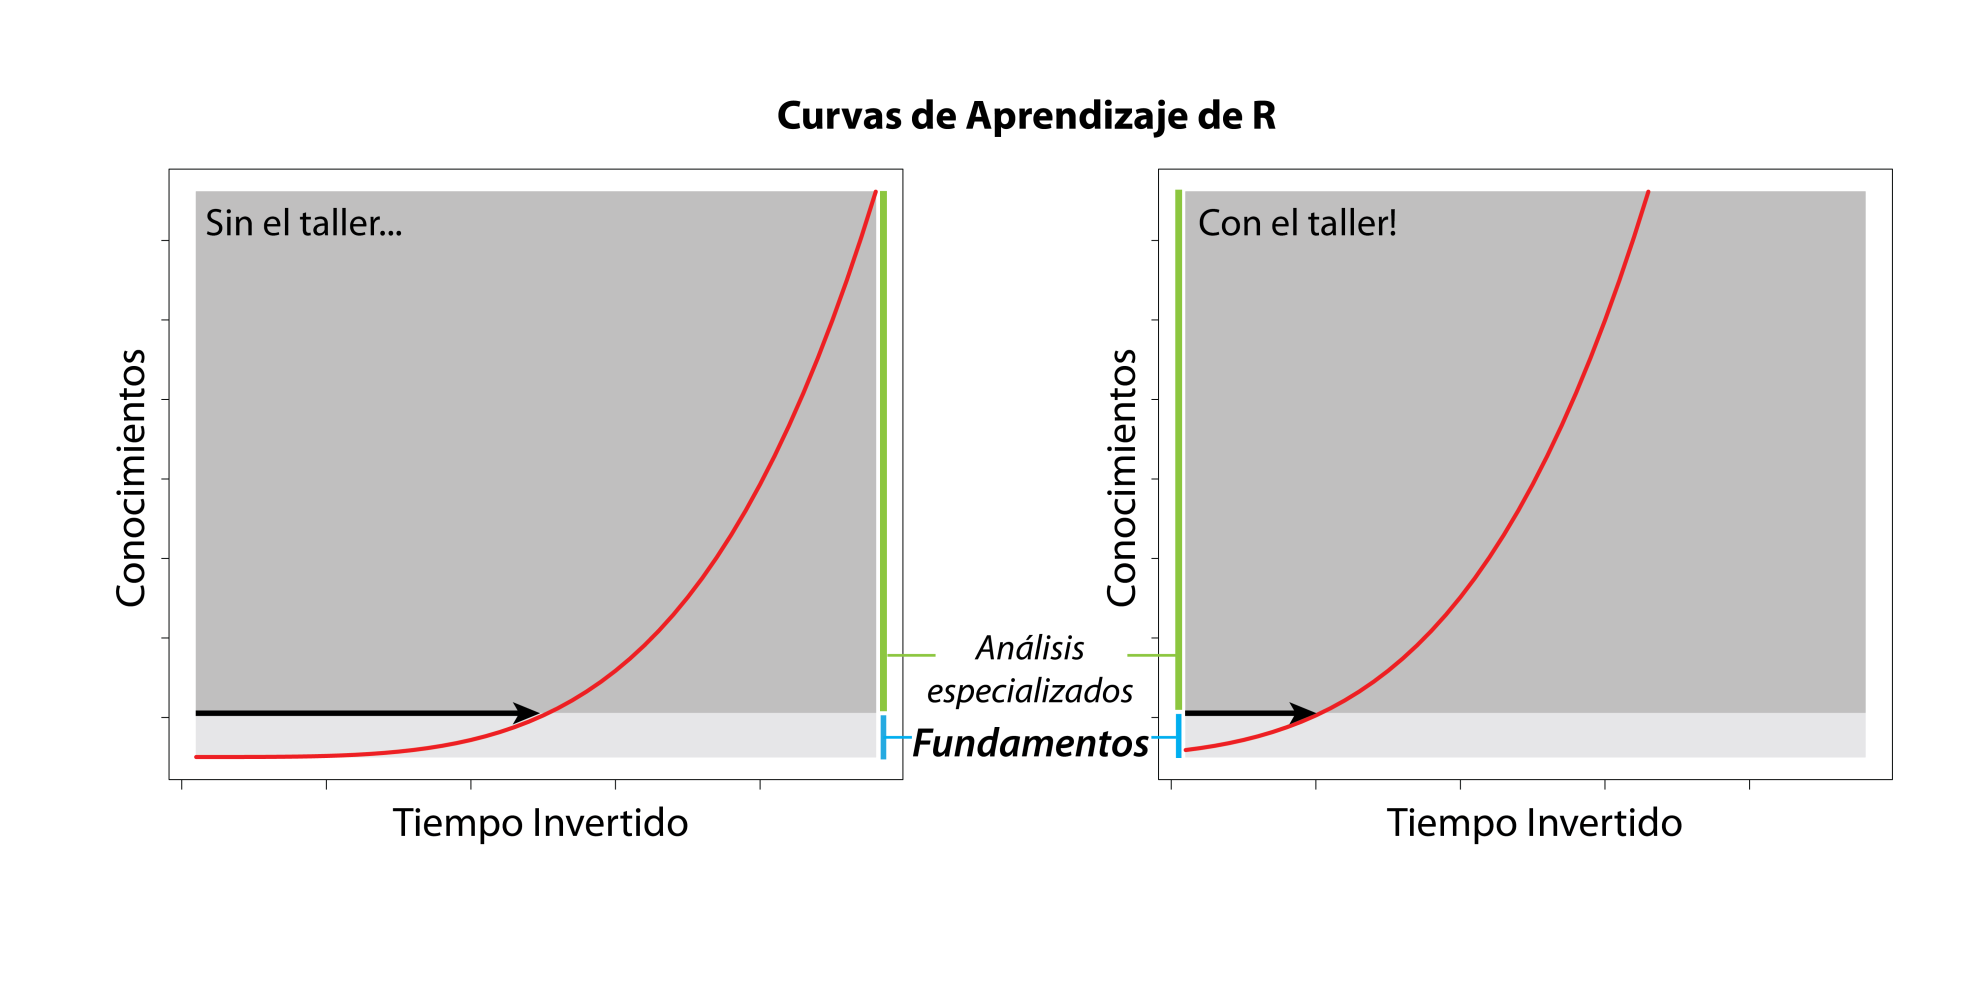 Curvas de Aprendizaje de R
Sin el taller...
Conocimientos
Tiempo Invertido
Análisis
especializados
Fundamentos
Con el taller!
Conocimientos
Tiempo Invertido